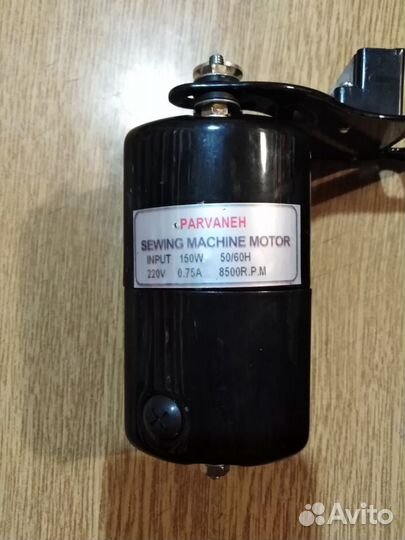 PARVANEH
SEWING MACHINE MOTOR
INPUT 150W 50/60H
220V 0.75A 8500R.P.M
Avito